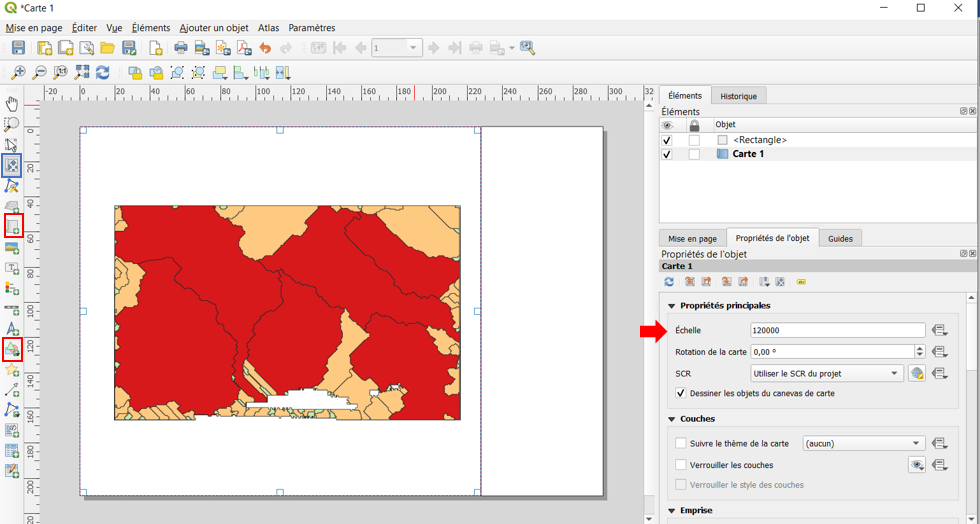 *Carte 1
Mise en page Éditer Vue Éléments Ajouter un objet Atlas Paramètres
1
-20 0 20 40 60 80 100 120 140 160 180 200 220 240 260 280 300 32
0
20
40
60
80
100
120
140
160
180
200
220
Éléments Historique
Éléments
Objet
<Rectangle>
Carte 1
Mise en page Propriétés de l'objet Guides
Propriétés de l'objet
Carte 1
abc
Propriétés principales
Échelle 120000
Rotation de la carte 0,00 °
SCR Utiliser le SCR du projet
Dessiner les objets du canevas de carte
Couches
Suivre le thème de la carte (aucun)
Verrouiller les couches
Verrouiller le style des couches
Emprise